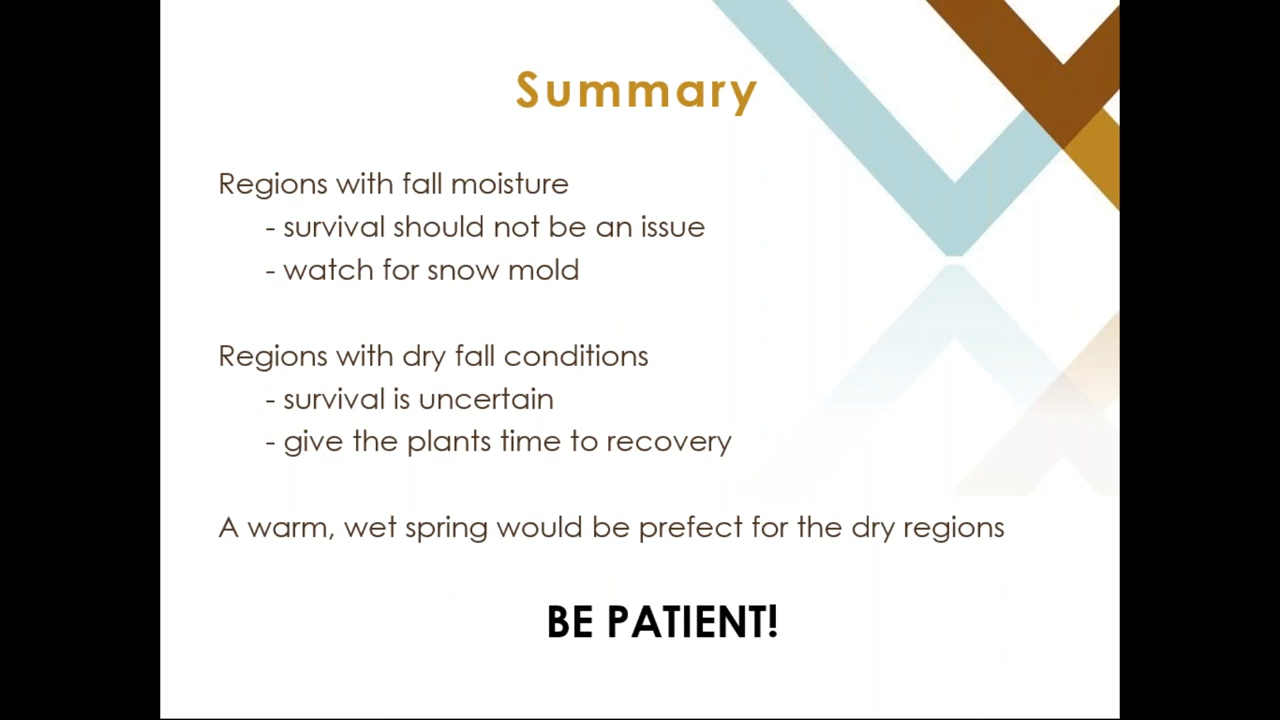 Summary
Regions with fall moisture
- survival should not be an issue
- watch for snow mold
Regions with dry fall conditions
- survival is uncertain
- give the plants time to recovery
A warm, wet spring would be prefect for the dry regions
BE PATIENT!